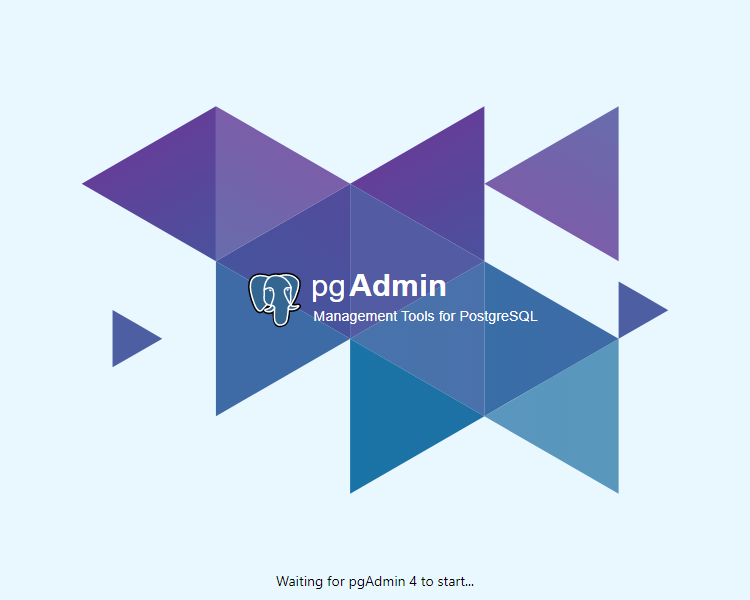 pgAdmin
Management Tools for PostgreSQL
Waiting for pgAdmin 4 to start...